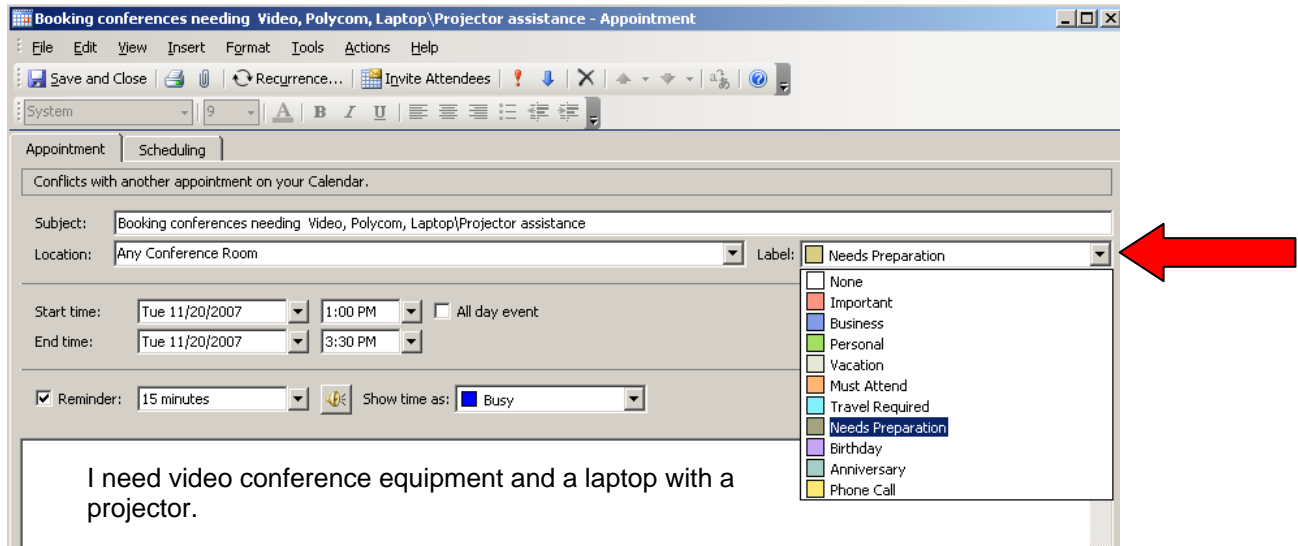 Booking conferences needing  Video, Polycom, Laptop\Projector assistance - Appointment
File Edit View Insert Format Tools Actions Help
Save and Close Recurrence... Invite Attendees
System 9 A B I U
Appointment Scheduling
Conflicts with another appointment on your Calendar.
Subject: Booking conferences needing  Video, Polycom, Laptop\Projector assistance
Location: Any Conference Room Label: Needs Preparation
None
Important
Business
Personal
Vacation
Must Attend
Travel Required
Needs Preparation
Birthday
Anniversary
Phone Call
Start time: Tue 11/20/2007 1:00 PM All day event
End time: Tue 11/20/2007 3:30 PM
Reminder: 15 minutes Show time as: Busy
I need video conference equipment and a laptop with a
projector.